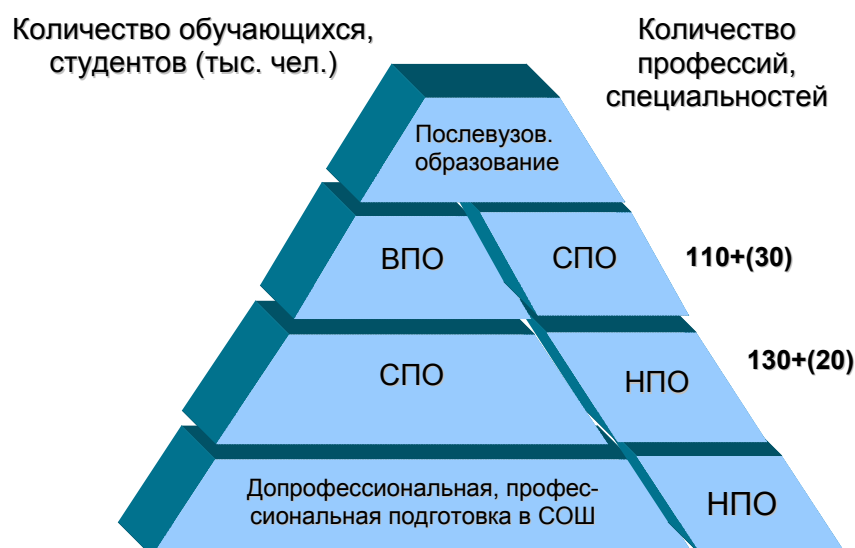 Количество обучающихся,
студентов (тыс. чел.)
Количество
профессий,
специальностей
Послевузов.
образование
ВПО
СПО
110+(30)
СПО
НПО
130+(20)
Допрофессиональная, профес-
сиональная подготовка в СОШ
НПО